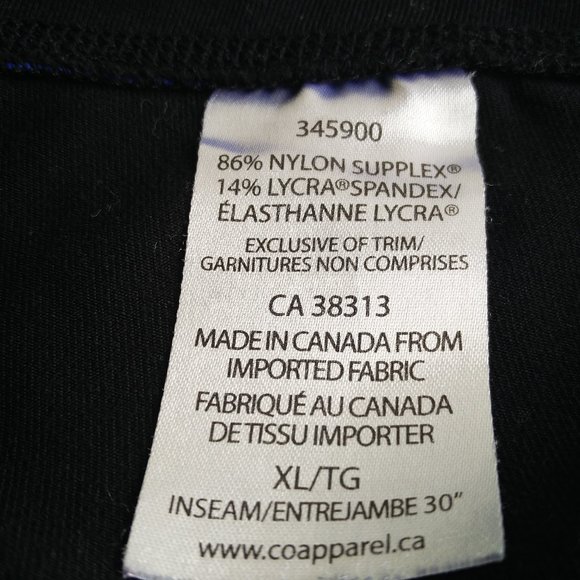 345900
86% NYLON SUPPLEX®
14% LYCRA® SPANDEX/
ÉLASTHANNE LYCRA®
EXCLUSIVE OF TRIM/
GARNITURES NON COMPRISES
CA 38313
MADE IN CANADA FROM
IMPORTED FABRIC
FABRIQUÉ AU CANADA
DE TISSU IMPORTER
XL/TG
INSEAM/ENTREJAMBE 30"
www.coapparel.ca